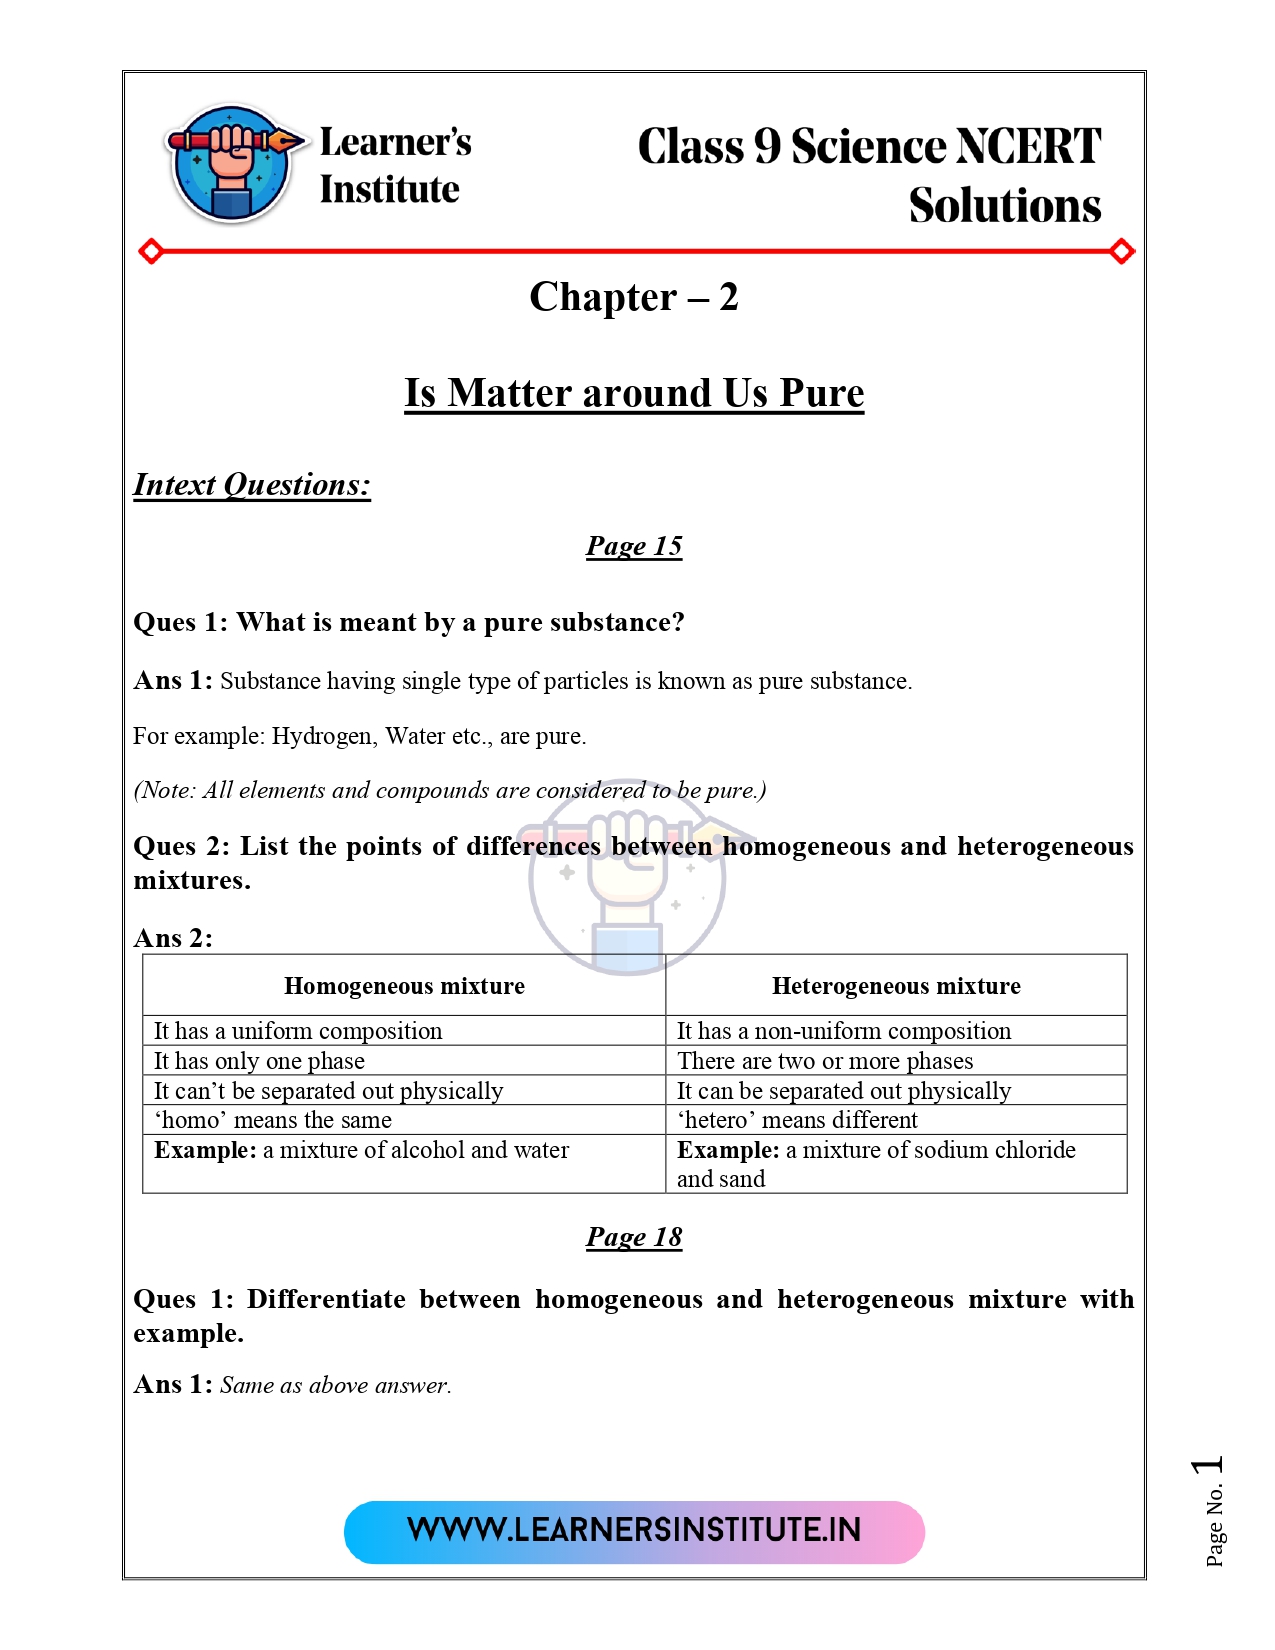 Learner's
Institute
Class 9 Science NCERT
Solutions
Chapter – 2
Is Matter around Us Pure
Intext Questions:
Page 15
Ques 1: What is meant by a pure substance?
Ans 1: Substance having single type of particles is known as pure substance.
For example: Hydrogen, Water etc., are pure.
(Note: All elements and compounds are considered to be pure.)
Ques 2: List the points of differences between homogeneous and heterogeneous
mixtures.
Ans 2:
Homogeneous mixture Heterogeneous mixture
It has a uniform composition It has a non-uniform composition
It has only one phase There are two or more phases
It can’t be separated out physically It can be separated out physically
‘homo’ means the same ‘hetero’ means different
Example: a mixture of alcohol and water Example: a mixture of sodium chloride
and sand
Page 18
Ques 1: Differentiate between homogeneous and heterogeneous mixture with
example.
Ans 1: Same as above answer.
WWW.LEARNERSINSTITUTE.IN
Page No. 1